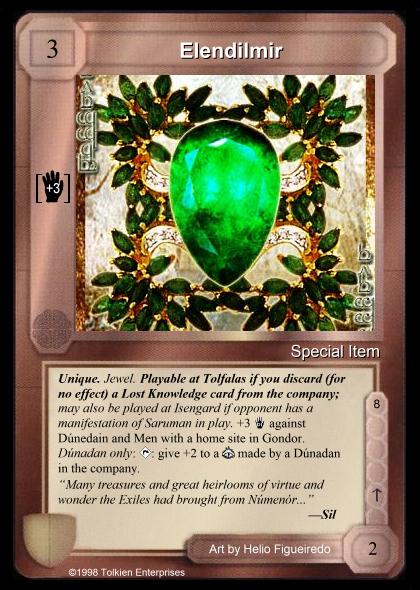 3
Elendilmir
+3
Special Item
Unique. Jewel. Playable at Tolfalas if you discard (for
no effect) a Lost Knowledge card from the company;
may also be played at Isengard if opponent has a
manifestation of Saruman in play. +3 against
Dúnedain and Men with a home site in Gondor.
Dúnadan only: : give +2 to a made by a Dúnadan
in the company.
“Many treasures and great heirlooms of virtue and
wonder the Exiles had brought from Númenór...”
—Sil
8
Art by Helio Figueiredo
2
©1998 Tolkien Enterprises